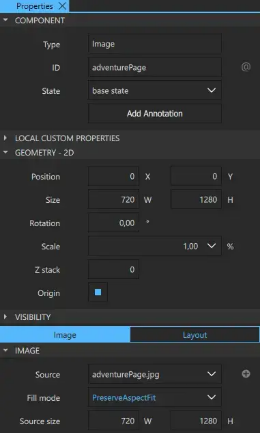 Properties
COMPONENT
Type Image
ID adventurePage @
State base state
Add Annotation
LOCAL CUSTOM PROPERTIES
GEOMETRY - 2D
Position 0 X 0 Y
Size 720 W 1280 H
Rotation 0,00 °
Scale 1,00 %
Z stack 0
Origin
VISIBILITY
Image Layout
IMAGE
Source adventurePage.jpg
Fill mode PreserveAspectFit
Source size 720 W 1280 H